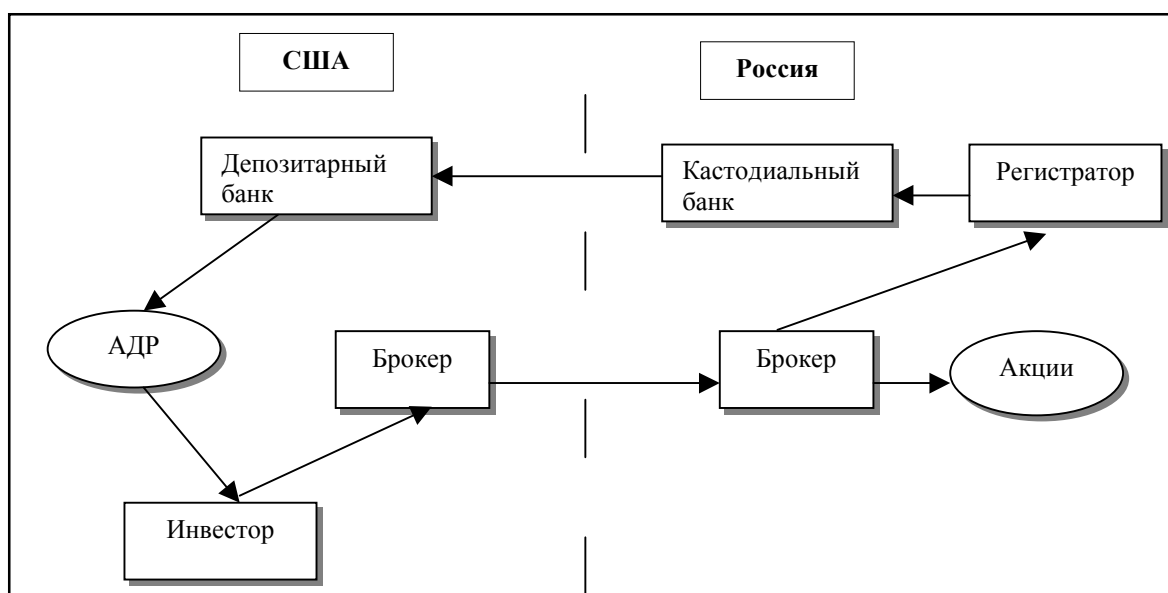 США
Россия
Депозитарный
банк
Кастодиальный
банк
Регистратор
АДР
Брокер
Брокер
Акции
Инвестор